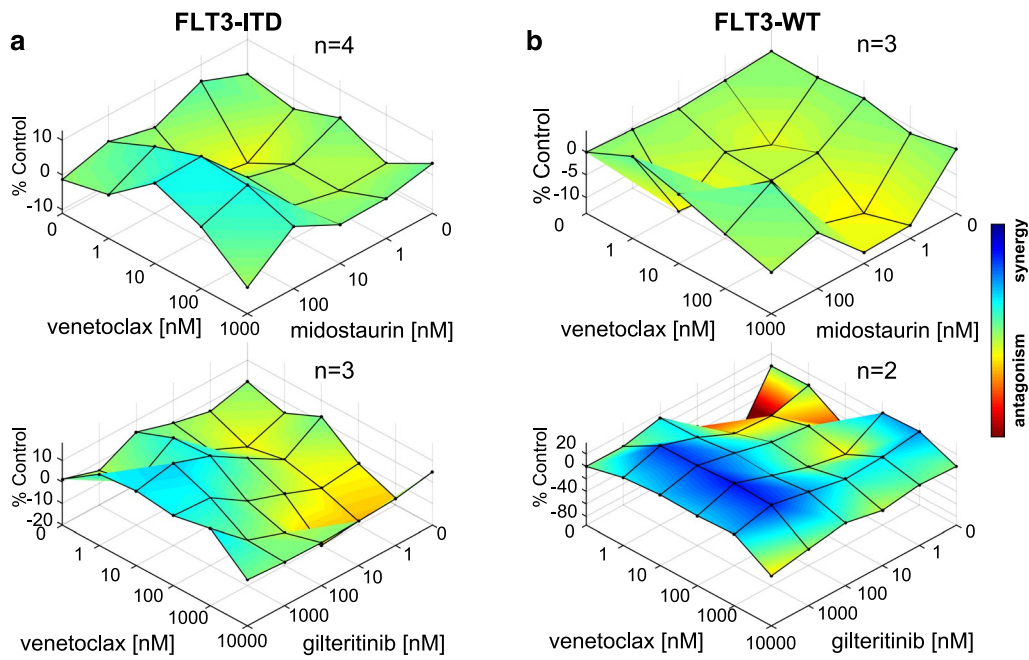 a
FLT3-ITD
n=4
% Control
10
0
-10
0
1
10
100
1000
venetoclax [nM]
0
1
10
100
midostaurin [nM]
n=3
% Control
10
0
-10
-20
0
1
10
100
1000
10000
venetoclax [nM]
0
1
10
100
1000
gilteritinib [nM]
b
FLT3-WT
n=3
% Control
0
-5
-10
0
1
10
100
1000
venetoclax [nM]
0
1
10
100
midostaurin [nM]
n=2
% Control
20
0
-40
-80
0
1
10
100
1000
10000
venetoclax [nM]
0
1
10
100
1000
gilteritinib [nM]
synergy
antagonism